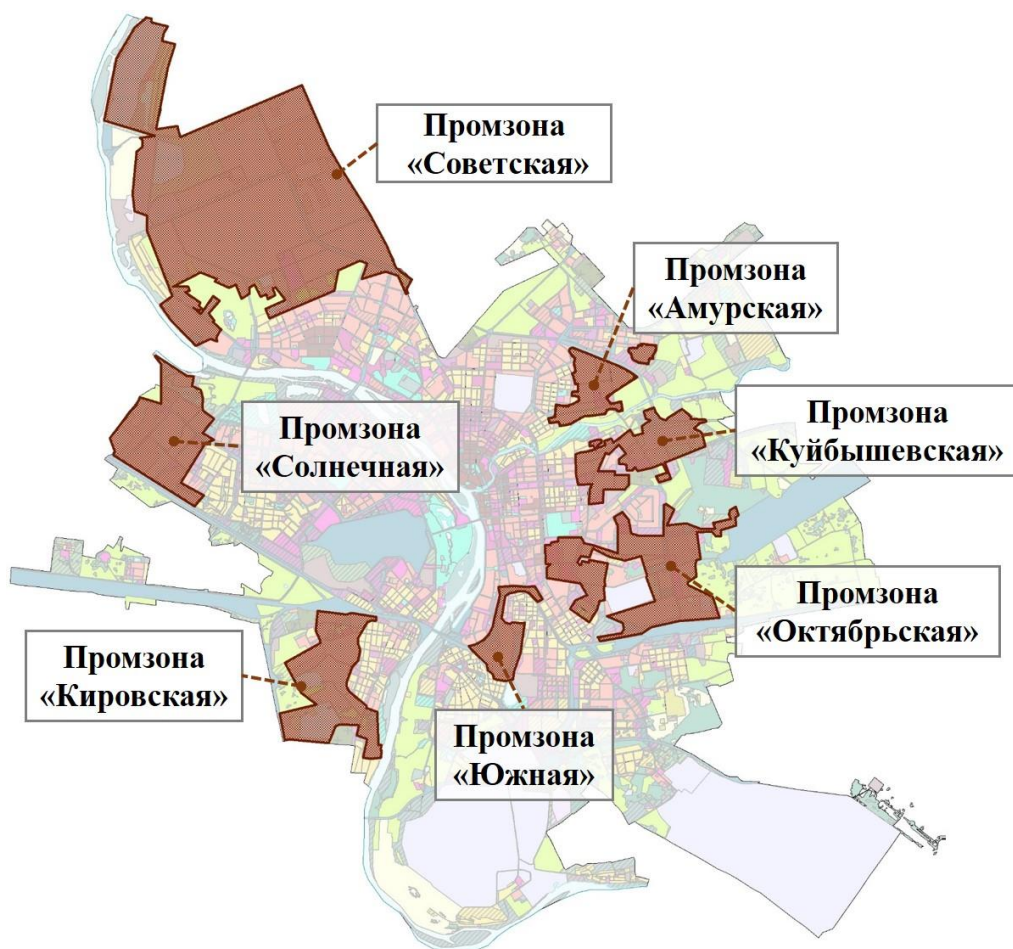 Промзона
«Советская»
Промзона
«Амурская»
Промзона
«Солнечная»
Промзона
«Куйбышевская»
Промзона
«Октябрьская»
Промзона
«Кировская»
Промзона
«Южная»